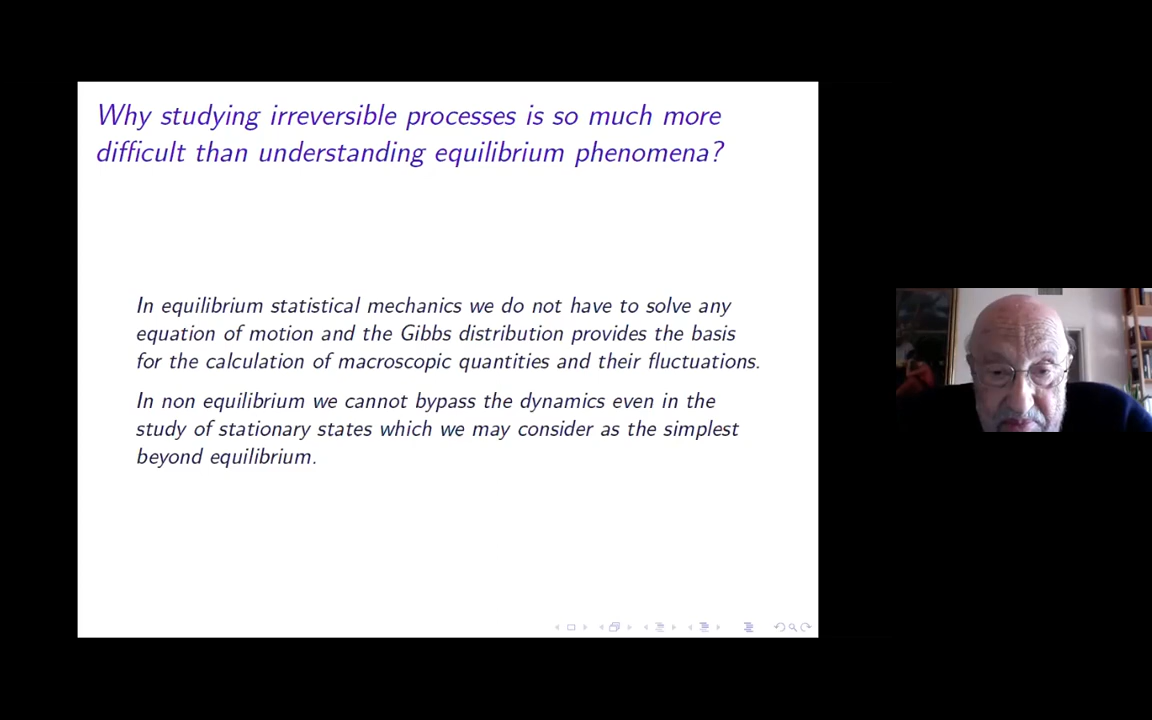 Why studying irreversible processes is so much more
difficult than understanding equilibrium phenomena?
In equilibrium statistical mechanics we do not have to solve any
equation of motion and the Gibbs distribution provides the basis
for the calculation of macroscopic quantities and their fluctuations.
In non equilibrium we cannot bypass the dynamics even in the
study of stationary states which we may consider as the simplest
beyond equilibrium.